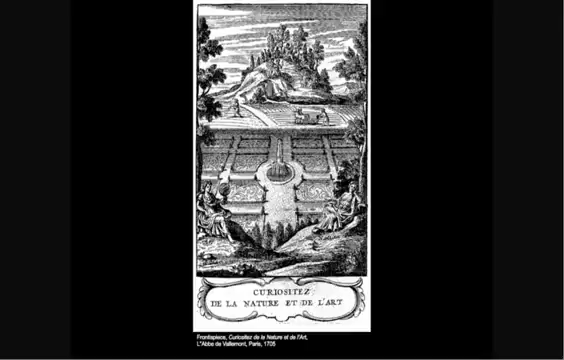 CURIOSITEZ
DE LA NATURE ET DE L'ART
Frontispiece, Curiositez de la Nature et de l'Art,
L'Abbe de Vallemont, Paris, 1705